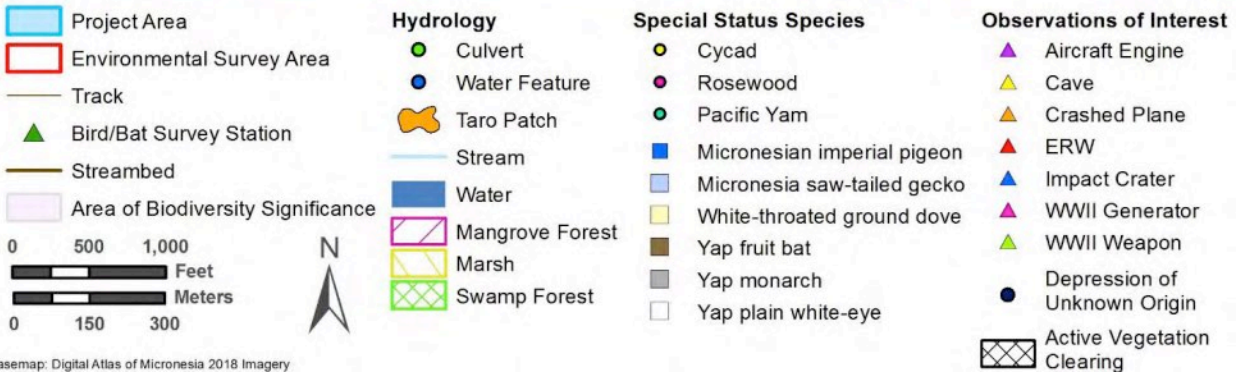 Project Area
Environmental Survey Area
Track
Bird/Bat Survey Station
Streambed
Area of Biodiversity Significance
0 500 1,000
Feet
Meters
0 150 300
N
asemap: Digital Atlas of Micronesia 2018 Imagery
Hydrology
Culvert
Water Feature
Taro Patch
Stream
Water
Mangrove Forest
Marsh
Swamp Forest
Special Status Species
Cycad
Rosewood
Pacific Yam
Micronesian imperial pigeon
Micronesia saw-tailed gecko
White-throated ground dove
Yap fruit bat
Yap monarch
Yap plain white-eye
Observations of Interest
Aircraft Engine
Cave
Crashed Plane
ERW
Impact Crater
WWII Generator
WWII Weapon
Depression of
Unknown Origin
Active Vegetation
Clearing